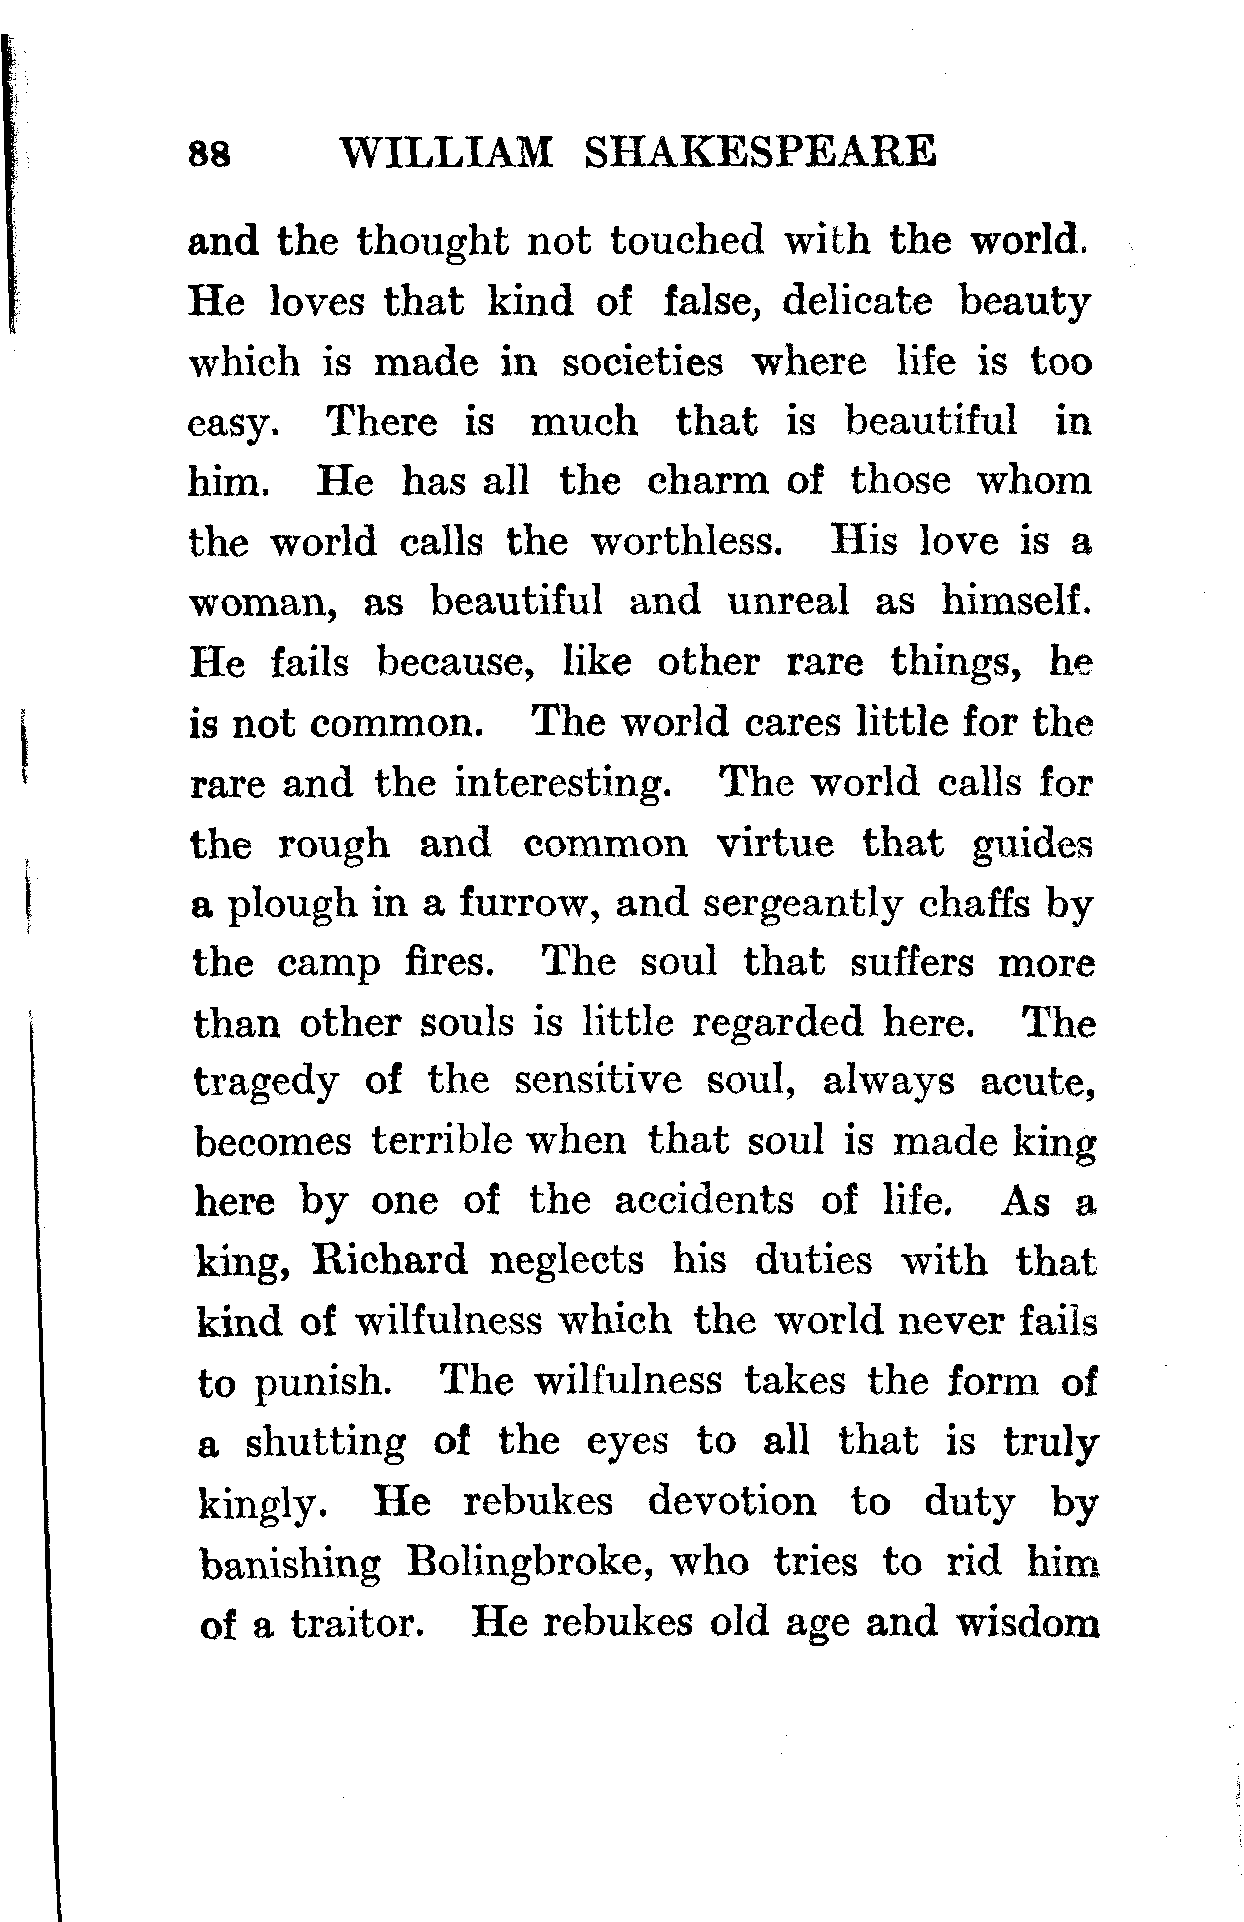 88 WILLIAM SHAKESPEARE
and the thought not touched with the world.
He loves that kind of false, delicate beauty
which is made in societies where life is too
easy. There is much that is beautiful in
him. He has all the charm of those whom
the world calls the worthless. His love is a
woman, as beautiful and unreal as himself.
He fails because, like other rare things, he
is not common. The world cares little for the
rare and the interesting. The world calls for
the rough and common virtue that guides
a plough in a furrow, and sergeantly chaffs by
the camp fires. The soul that suffers more
than other souls is little regarded here. The
tragedy of the sensitive soul, always acute,
becomes terrible when that soul is made king
here by one of the accidents of life. As a
king, Richard neglects his duties with that
kind of wilfulness which the world never fails
to punish. The wilfulness takes the form of
a shutting of the eyes to all that is truly
kingly. He rebukes devotion to duty by
banishing Bolingbroke, who tries to rid him
of a traitor. He rebukes old age and wisdom